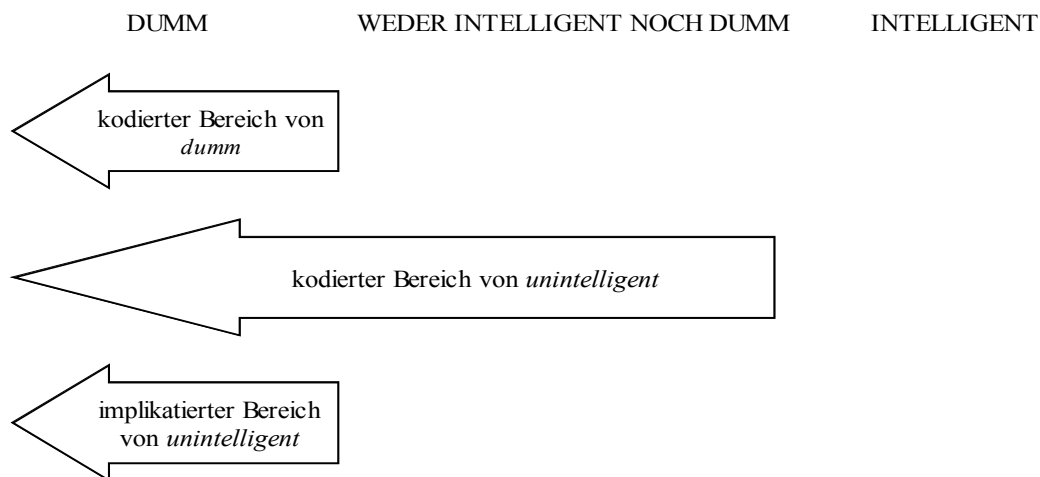 DUMM WEDER INTELLIGENT NOCH DUMM INTELLIGENT
kodierter Bereich von
dumm
kodierter Bereich von unintelligent
implikatierter Bereich
von unintelligent